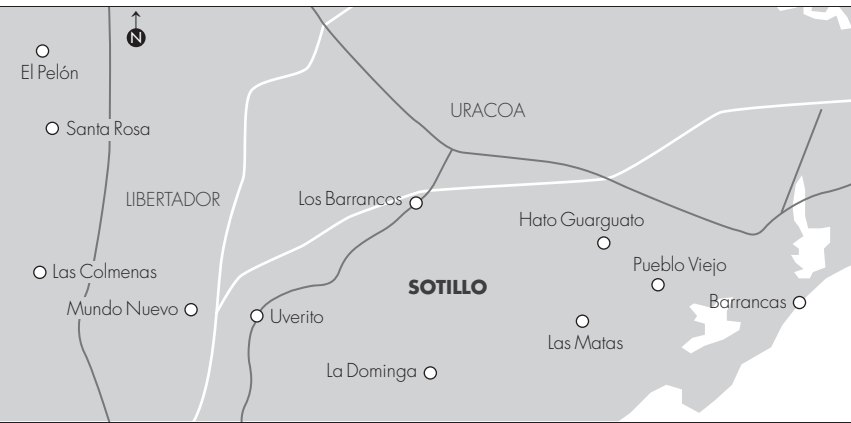 N
El Pelón
URACOA
Santa Rosa
LIBERTADOR
Los Barrancos
Hato Guarguato
Pueblo Viejo
Las Colmenas
SOTILLO
Mundo Nuevo
Barrancas
Uverito
Las Matas
La Dominga